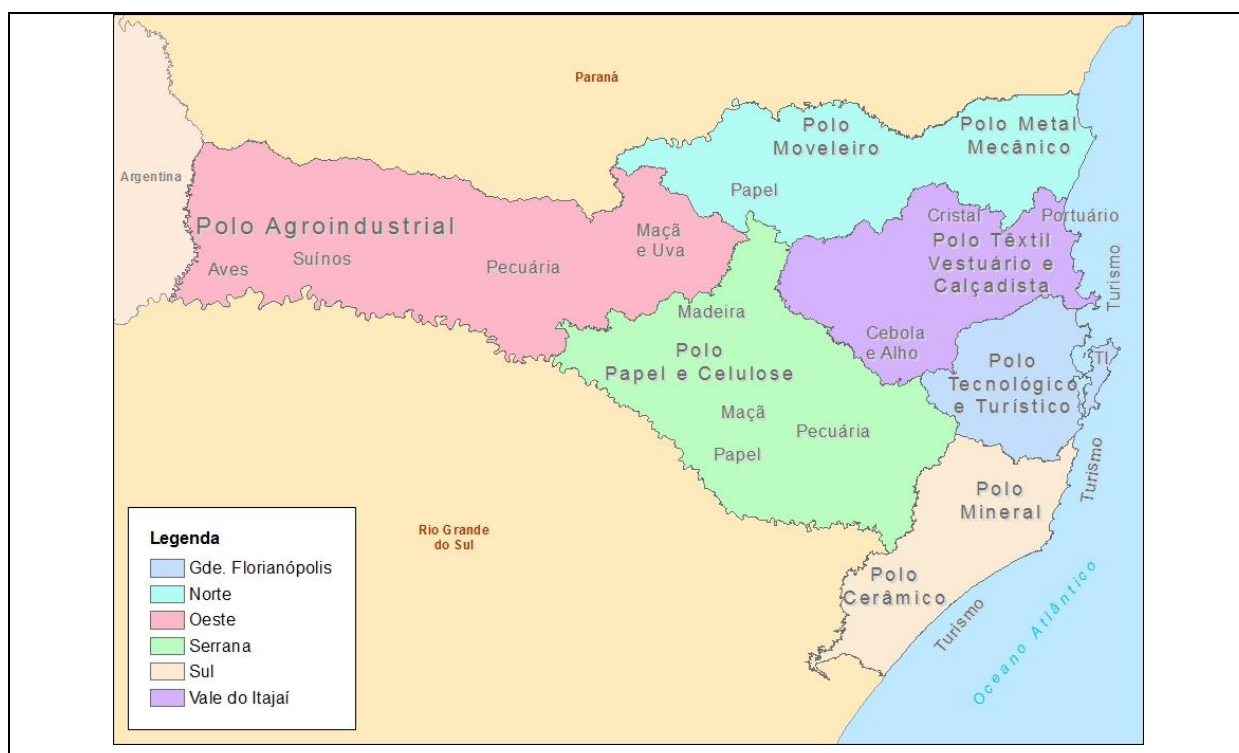 Paraná
Argentina
Polo
Moveleiro
Polo Metal
Mecânico
Papel
Polo Agroindustrial
Aves
Suínos
Pecuária
Maçã
e Uva
Cristal
Portuário
Polo Têxtil
Vestuário e
Calçadista
Turismo
Cebola
e Alho
Madeira
Polo
Papel e Celulose
Maçã
Pecuária
Papel
Polo
Tecnológico
e Turístico
TI
Turismo
Polo
Mineral
Polo
Cerâmico
Turismo
Oceano Atlântico
Rio Grande
do Sul
Legenda
Gde. Florianópolis
Norte
Oeste
Serrana
Sul
Vale do Itajaí